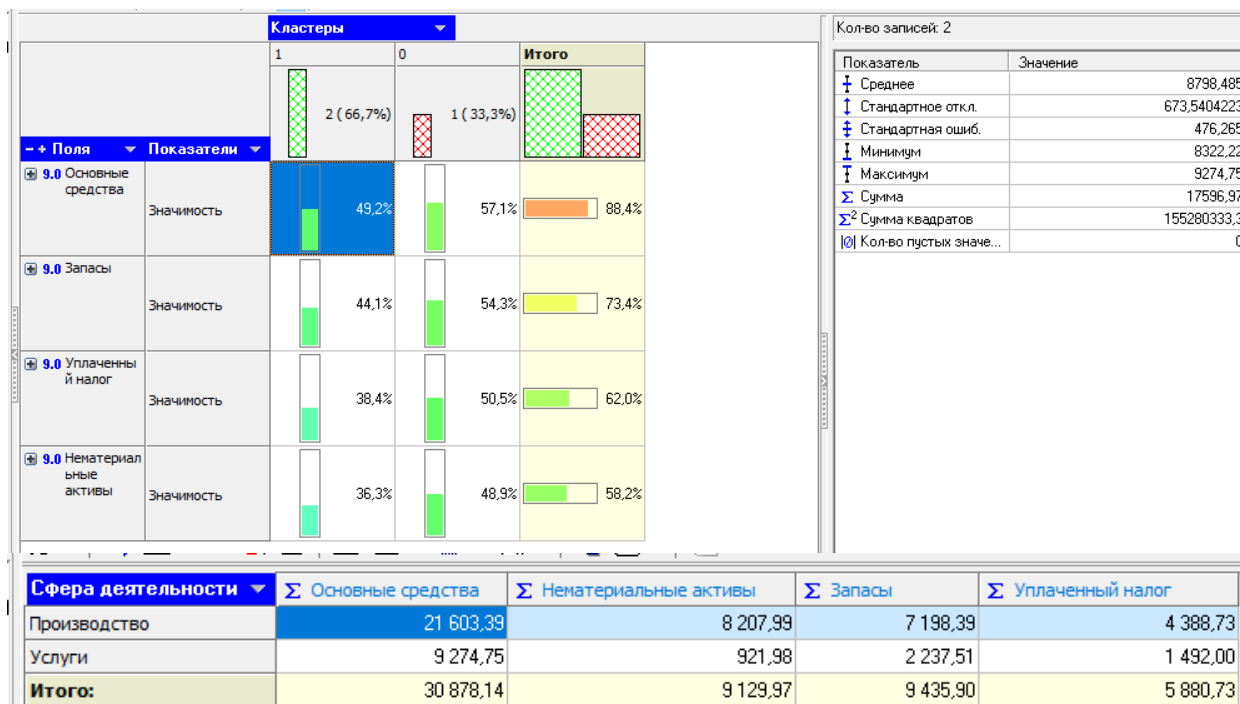 Кластеры
Кол-во записей: 2
1 0 Итого
Показатель Значение
2 ( 66,7%) 1 ( 33,3%)
Среднее 8798,485
Стандартное откл. 673,5404223
Стандартная ошиб. 476,265
Минимум 8322,22
Максимум 9274,75
Σ Сумма 17596,97
Σ² Сумма квадратов 155280333,3
|0| Кол-во пустых значе... 0
− + Поля Показатели
9.0 Основные
средства
Значимость 49,2% 57,1% 88,4%
9.0 Запасы
Значимость 44,1% 54,3% 73,4%
9.0 Уплаченны
й налог
Значимость 38,4% 50,5% 62,0%
9.0 Нематериал
ьные
активы
Значимость 36,3% 48,9% 58,2%
Сфера деятельности Σ Основные средства Σ Нематериальные активы Σ Запасы Σ Уплаченный налог
Производство 21 603,39 8 207,99 7 198,39 4 388,73
Услуги 9 274,75 921,98 2 237,51 1 492,00
Итого: 30 878,14 9 129,97 9 435,90 5 880,73